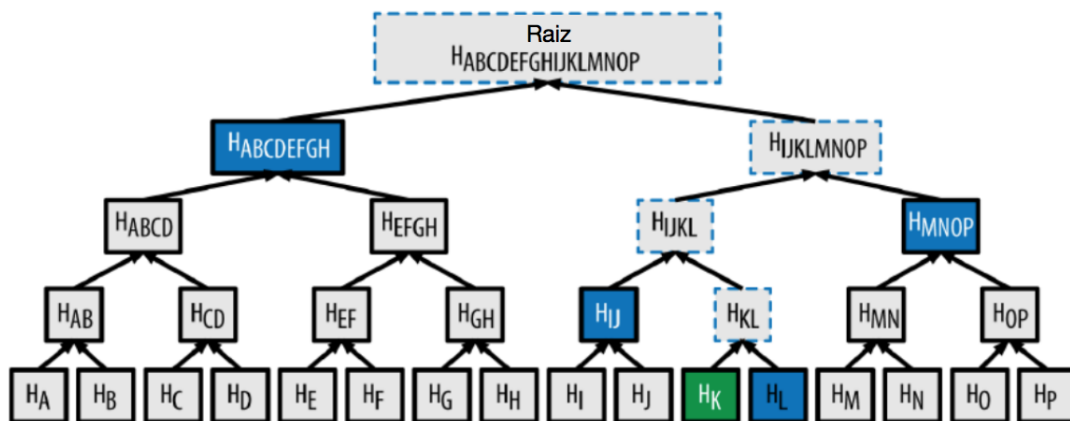 Raiz
HABCDEFGHIJKLMNOP
HABCDEFGH
HIJKLMNOP
HABCD
HEFGH
HIJKL
HMNOP
HAB
HCD
HEF
HGH
HIJ
HKL
HMN
HOP
HA
HB
HC
HD
HE
HF
HG
HH
HI
HJ
HK
HL
HM
HN
HO
HP